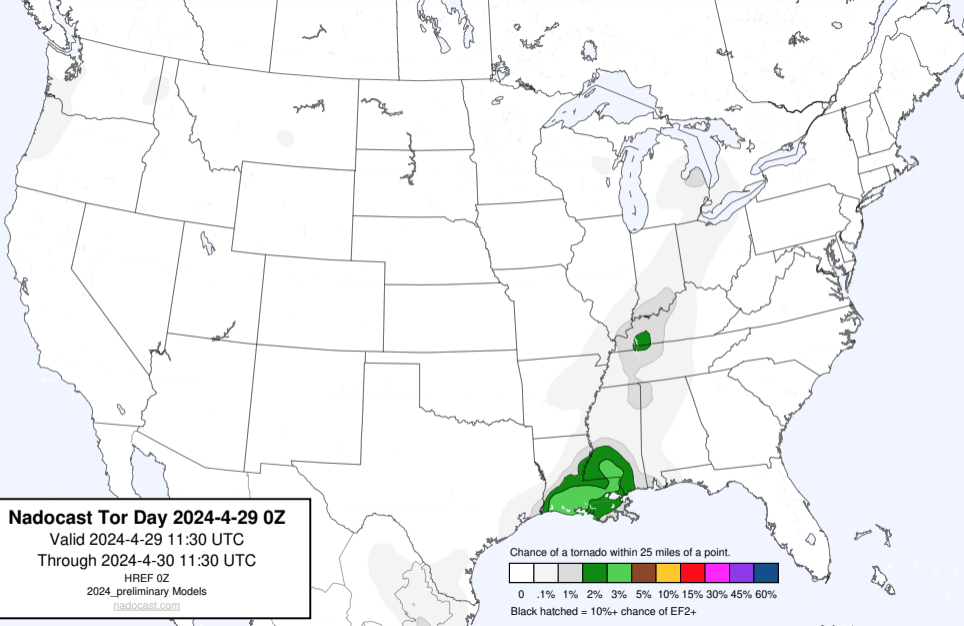 Nadocast Tor Day 2024-4-29 0Z
Valid 2024-4-29 11:30 UTC
Through 2024-4-30 11:30 UTC
HREF 0Z
2024_preliminary Models
nadocast.com
Chance of a tornado within 25 miles of a point.
0 .1% 1% 2% 3% 5% 10% 15% 30% 45% 60%
Black hatched = 10%+ chance of EF2+